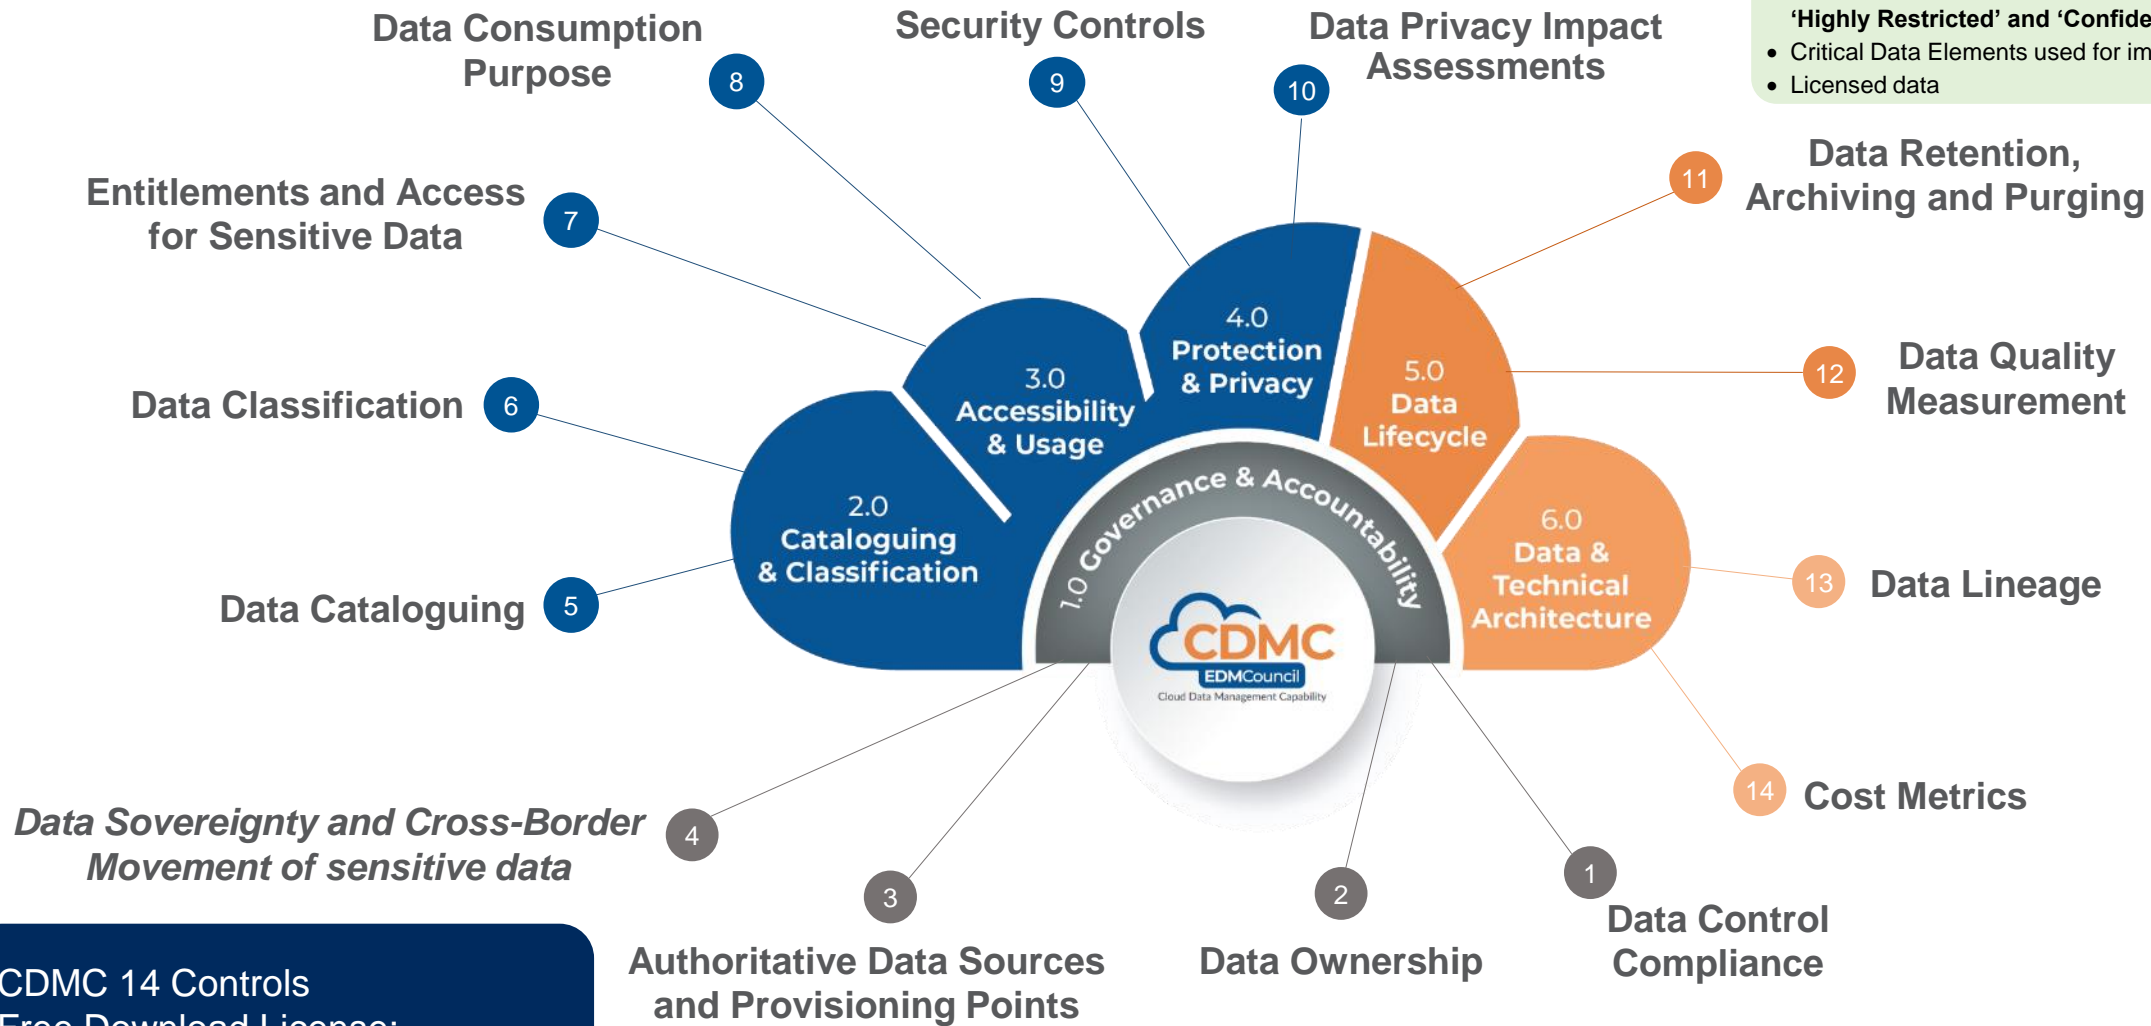 Data Consumption
Purpose
8
Security Controls
9
Data Privacy Impact
Assessments
10
‘Highly Restricted’ and
• Critical Data Elements used for
• Licensed data
Entitlements and Access
for Sensitive Data
7
11
Data Retention,
Archiving and Purging
Data Classification
6
12
Data Quality
Measurement
Data Cataloguing
5
13
Data Lineage
14
Cost Metrics
2.0
Cataloguing
& Classification
3.0
Accessibility
& Usage
4.0
Protection
& Privacy
5.0
Data
Lifecycle
6.0
Data &
Technical
Architecture
1.0 Governance & Accountability
CDMC
EDMCouncil
Cloud Data Management Capability
Data Sovereignty and Cross-Border
Movement of sensitive data
4
3
Authoritative Data Sources
and Provisioning Points
2
Data Ownership
1
Data Control
Compliance
CDMC 14 Controls
Free Download License: